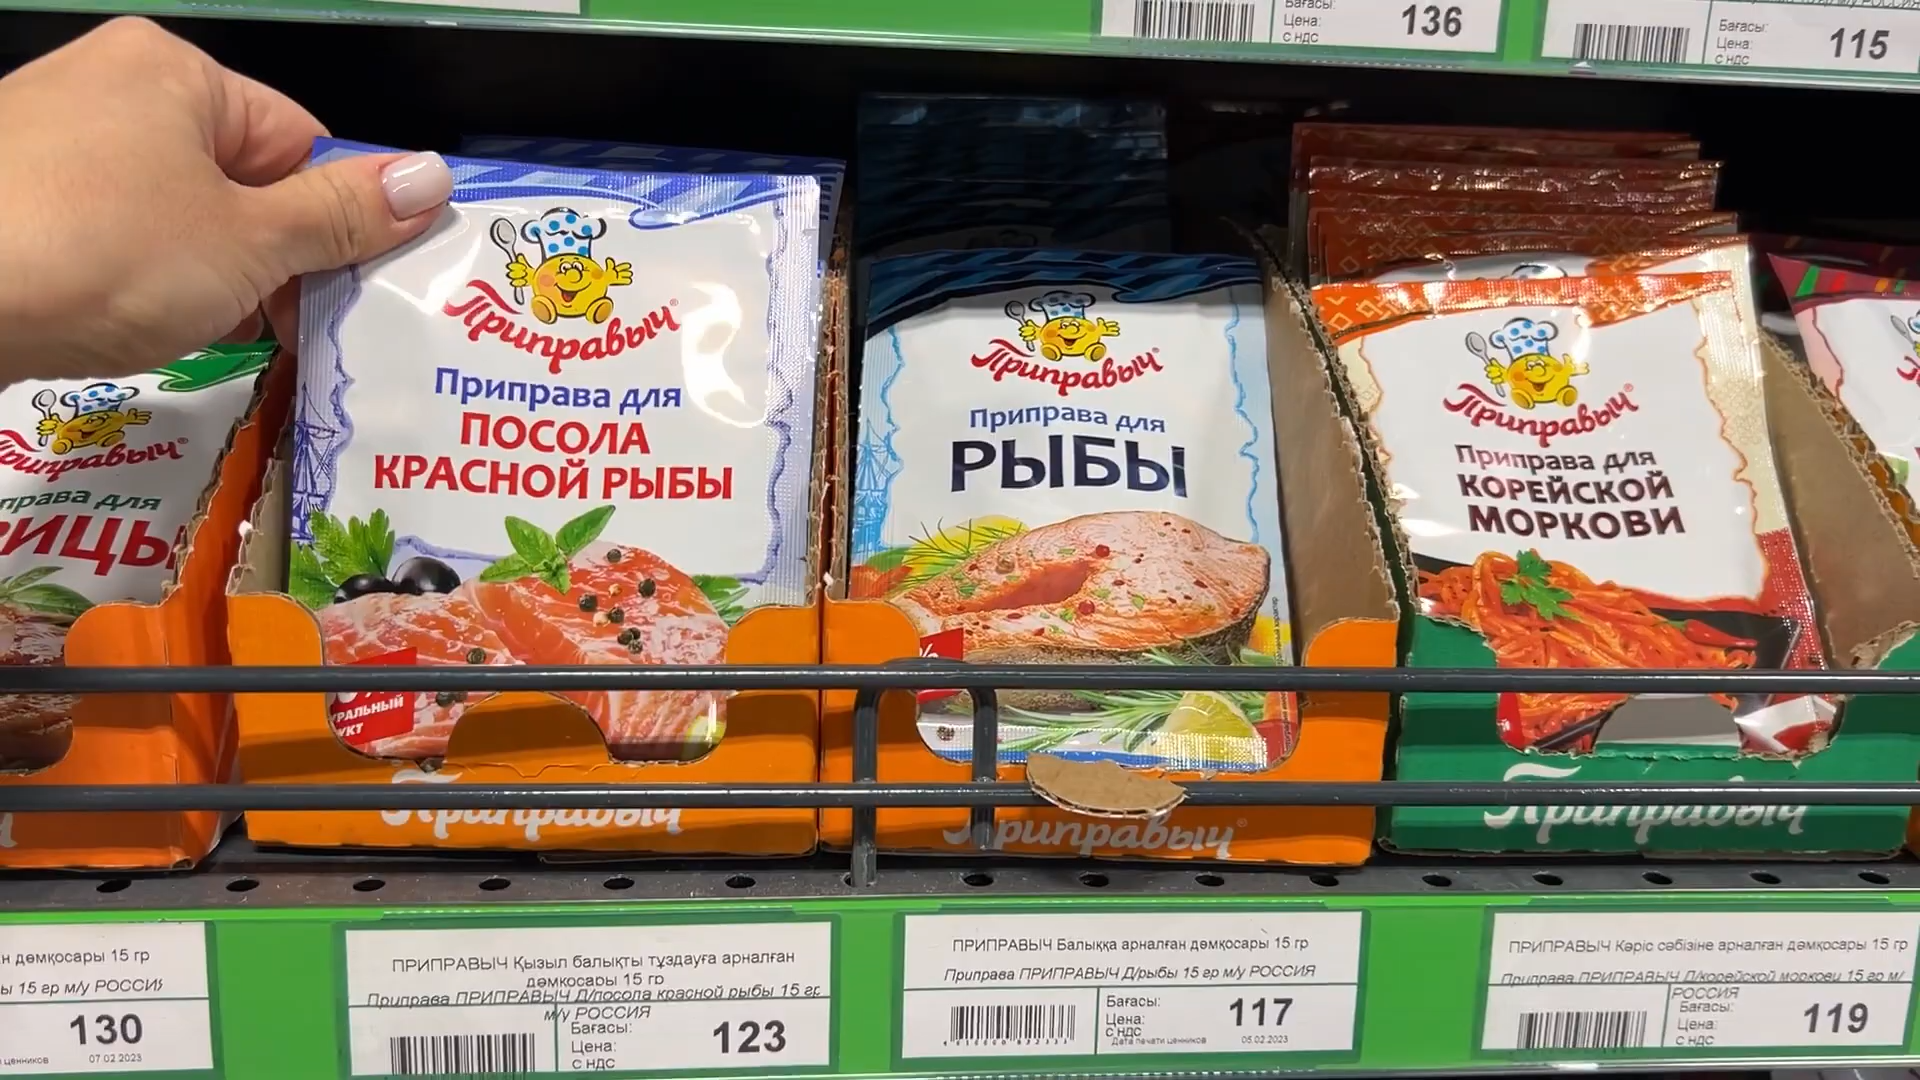 Бағасы:
Цена:
с ндс
136
Бағасы:
Цена:
с ндс
115
Приправыч®
Приправа для
ПОСОЛА
КРАСНОЙ РЫБЫ
Приправыч®
Приправа для
РЫБЫ
Приправыч®
Приправа для
КОРЕЙСКОЙ
МОРКОВИ
Приправыч
Приправыч®
Приправыч
дәмқосары 15 гр
15 гр м/у РОССИЯ
130
ценников
07.02.2023
ПРИПРАВЫЧ Қызыл балықты тұздауға арналған
дәмқосары 15 гр
Приправа ПРИПРАВЫЧ Д/посола красной рыбы 15 гр
м/у РОССИЯ
Бағасы:
Цена:
с ндс
123
ПРИПРАВЫЧ Балыққа арналған дәмқосары 15 гр
Приправа ПРИПРАВЫЧ Д/рыбы 15 гр м/у РОССИЯ
Бағасы:
Цена:
с ндс
117
Дата печати ценников
05.02.2023
ПРИПРАВЫЧ Кәріс сәбізіне арналған дәмқосары 15 гр
Приправа ПРИПРАВЫЧ Д/корейской моркови 15 гр м/у
РОССИЯ
Бағасы:
Цена:
с ндс
119